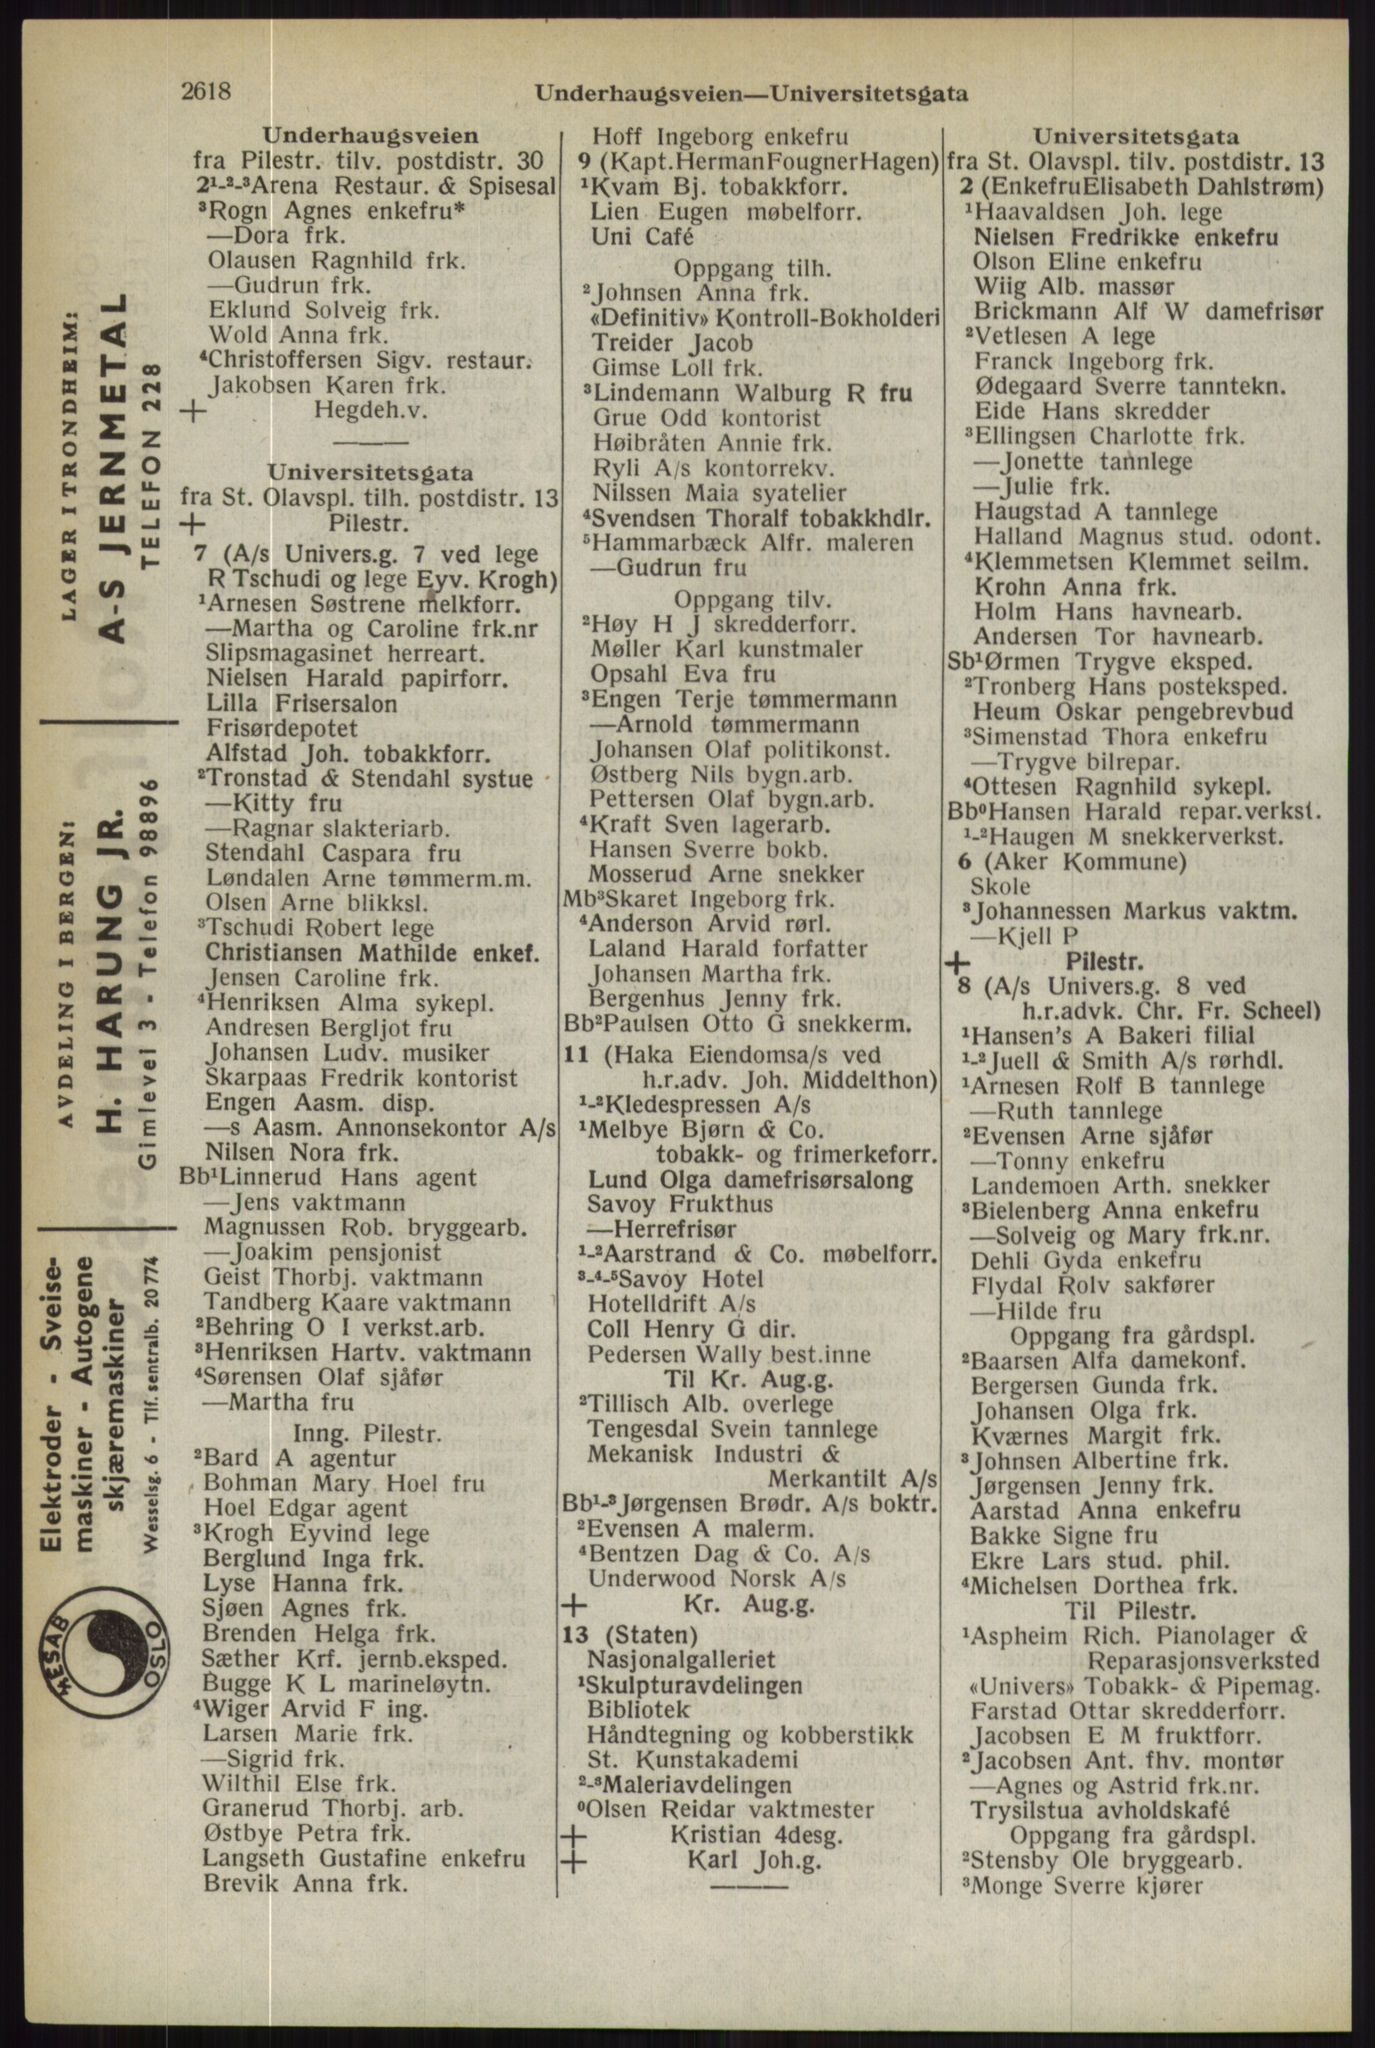 2618
Underhaugsveien—Universitetsgata
Underhaugsveien
fra Pilestr. tilv. postdistr. 30
2¹-²-³Arena Restaur. & Spisesal
³Rogn Agnes enkefru*
—Dora frk.
Olausen Ragnhild frk.
—Gudrun frk.
Eklund Solveig frk.
Wold Anna frk.
⁴Christoffersen Sigv. restaur.
Jakobsen Karen frk.
+ Hegdeh.v.
Universitetsgata
fra St. Olavspl. tilh. postdistr. 13
+ Pilestr.
7 (A/s Univers.g. 7 ved lege
R Tschudi og lege Eyv. Krogh)
¹Arnesen Søstrene melkforr.
—Martha og Caroline frk.nr
Slipsmagasinet herreart.
Nielsen Harald papirforr.
Lilla Frisersalon
Frisørdepotet
Alfstad Joh. tobakkforr.
²Tronstad & Stendahl systue
—Kitty fru
—Ragnar slakteriarb.
Stendahl Caspara fru
Løndalen Arne tømmerm.m.
Olsen Arne blikksl.
³Tschudi Robert lege
Christiansen Mathilde enkef.
Jensen Caroline frk.
⁴Henriksen Alma sykepl.
Andresen Bergljot fru
Johansen Ludv. musiker
Skarpaas Fredrik kontorist
Engen Aasm. disp.
—s Aasm. Annonsekontor A/s
Nilsen Nora frk.
Bb¹Linnerud Hans agent
—Jens vaktmann
Magnussen Rob. bryggearb.
—Joakim pensjonist
Geist Thorbj. vaktmann
Tandberg Kaare vaktmann
²Behring O I verkst.arb.
³Henriksen Hartv. vaktmann
⁴Sørensen Olaf sjåfør
—Martha fru
Inng. Pilestr.
²Bard A agentur
Bohman Mary Hoel fru
Hoel Edgar agent
³Krogh Eyvind lege
Berglund Inga frk.
Lyse Hanna frk.
Sjøen Agnes frk.
Brenden Helga frk.
Sæther Krf. jernb.eksped.
Bugge K L marineløytn.
⁴Wiger Arvid F ing.
Larsen Marie frk.
—Sigrid frk.
Wilthil Else frk.
Granerud Thorbj. arb.
Østbye Petra frk.
Langseth Gustafine enkefru
Brevik Anna frk.
Hoff Ingeborg enkefru
9 (Kapt.HermanFougnerHagen)
¹Kvam Bj. tobakkforr.
Lien Eugen møbelforr.
Uni Café
Oppgang tilh.
²Johnsen Anna frk.
«Definitiv» Kontroll-Bokholderi
Treider Jacob
Gimse Loll frk.
³Lindemann Walburg R fru
Grue Odd kontorist
Høibråten Annie frk.
Ryli A/s kontorrekv.
Nilssen Maia syatelier
⁴Svendsen Thoralf tobakkhdlr.
⁵Hammarbæck Alfr. maleren
—Gudrun fru
Oppgang tilv.
²Høy H J skredderforr.
Møller Karl kunstmaler
Opsahl Eva fru
³Engen Terje tømmermann
—Arnold tømmermann
Johansen Olaf politikonst.
Østberg Nils bygn.arb.
Pettersen Olaf bygn.arb.
⁴Kraft Sven lagerarb.
Hansen Sverre bokb.
Mosserud Arne snekker
Mb³Skaret Ingeborg frk.
⁴Anderson Arvid rørl.
Laland Harald forfatter
Johansen Martha frk.
Bergenhus Jenny frk.
Bb²Paulsen Otto G snekkerm.
11 (Haka Eiendomsa/s ved
h.r.adv. Joh. Middelthon)
¹-²Kledespressen A/s
¹Melbye Bjørn & Co.
tobakk- og frimerkeforr.
Lund Olga damefrisørsalong
Savoy Frukthus
—Herrefrisør
¹-²Aarstrand & Co. møbelforr.
³-⁴-⁵Savoy Hotel
Hotelldrift A/s
Coll Henry G dir.
Pedersen Wally best.inne
Til Kr. Aug.g.
²Tillisch Alb. overlege
Tengesdal Svein tannlege
Mekanisk Industri &
Merkantilt A/s
Bb¹-³Jørgensen Brødr. A/s boktr.
²Evensen A malerm.
⁴Bentzen Dag & Co. A/s
Underwood Norsk A/s
+ Kr. Aug.g.
13 (Staten)
Nasjonalgalleriet
¹Skulpturavdelingen
Bibliotek
Håndtegning og kobberstikk
St. Kunstakademi
²-³Maleriavdelingen
⁰Olsen Reidar vaktmester
+ Kristian 4desg.
+ Karl Joh.g.
Universitetsgata
fra St. Olavspl. tilv. postdistr. 13
2 (EnkefruElisabeth Dahlstrøm)
¹Haavaldsen Joh. lege
Nielsen Fredrikke enkefru
Olson Eline enkefru
Wiig Alb. massør
Brickmann Alf W damefrisør
²Vetlesen A lege
Franck Ingeborg frk.
Ødegaard Sverre tanntekn.
Eide Hans skredder
³Ellingsen Charlotte frk.
—Jonette tannlege
—Julie frk.
Haugstad A tannlege
Halland Magnus stud. odont.
⁴Klemmetsen Klemmet seilm.
Krohn Anna frk.
Holm Hans havnearb.
Andersen Tor havnearb.
Sb¹Ørmen Trygve eksped.
²Tronberg Hans posteksped.
Heum Oskar pengebrevbud
³Simenstad Thora enkefru
—Trygve bilrepar.
⁴Ottesen Ragnhild sykepl.
Bb⁰Hansen Harald repar.verkst.
¹-²Haugen M snekkerverkst.
6 (Aker Kommune)
Skole
³Johannessen Markus vaktm.
—Kjell P
+ Pilestr.
8 (A/s Univers.g. 8 ved
h.r.advk. Chr. Fr. Scheel)
¹Hansen's A Bakeri filial
¹-²Juell & Smith A/s rørhdl.
¹Arnesen Rolf B tannlege
—Ruth tannlege
²Evensen Arne sjåfør
—Tonny enkefru
Landemoen Arth. snekker
³Bielenberg Anna enkefru
—Solveig og Mary frk.nr.
Dehli Gyda enkefru
Flydal Rolv sakfører
—Hilde fru
Oppgang fra gårdspl.
²Baarsen Alfa damekonf.
Bergersen Gunda frk.
Johansen Olga frk.
Kværnes Margit frk.
³Johnsen Albertine frk.
Jørgensen Jenny frk.
Aarstad Anna enkefru
Bakke Signe fru
Ekre Lars stud. phil.
⁴Michelsen Dorthea frk.
Til Pilestr.
¹Aspheim Rich. Pianolager &
Reparasjonsverksted
«Univers» Tobakk- & Pipemag.
Farstad Ottar skredderforr.
Jacobsen E M fruktforr.
²Jacobsen Ant. fhv. montør
—Agnes og Astrid frk.nr.
Trysilstua avholdskafé
Oppgang fra gårdspl.
²Stensby Ole bryggearb.
³Monge Sverre kjører
ESAB OSLO
Elektroder - Sveise-
maskiner - Autogene
skjæremaskiner
Wesselsg. 6 - Tlf. sentralb. 20 774
AVDELING I BERGEN:
H. HARUNG JR.
Gimlevel 3 - Telefon 98896
LAGER I TRONDHEIM:
A-S JERNMETAL
TELEFON 228